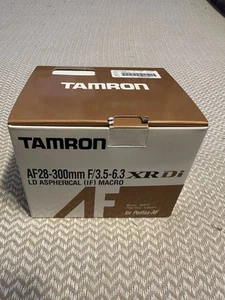 TAMRON
TAMRON
AF28-300mm F/3.5-6.3 XR Di
LD ASPHERICAL (IF) MACRO
AF
for Pentax AF